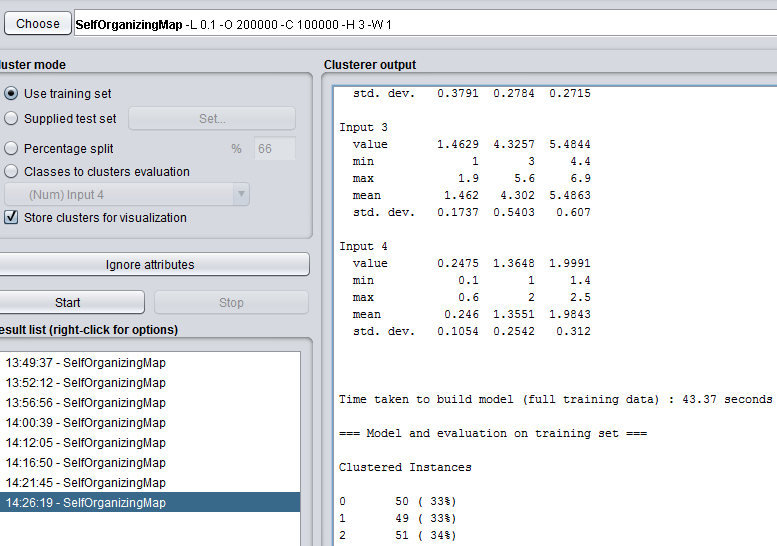 Choose SelfOrganizingMap -L 0.1 -O 200000 -C 100000 -H 3 -W 1
luster mode
Use training set
Supplied test set Set...
Percentage split % 66
Classes to clusters evaluation
(Num) Input 4
Store clusters for visualization
Ignore attributes
Start Stop
esult list (right-click for options)
13:49:37 - SelfOrganizingMap
13:52:12 - SelfOrganizingMap
13:56:56 - SelfOrganizingMap
14:00:39 - SelfOrganizingMap
14:12:05 - SelfOrganizingMap
14:16:50 - SelfOrganizingMap
14:21:45 - SelfOrganizingMap
14:26:19 - SelfOrganizingMap
Clusterer output
std. dev. 0.3791 0.2784 0.2715
Input 3
value 1.4629 4.3257 5.4844
min 1 3 4.4
max 1.9 5.6 6.9
mean 1.462 4.302 5.4863
std. dev. 0.1737 0.5403 0.607
Input 4
value 0.2475 1.3648 1.9991
min 0.1 1 1.4
max 0.6 2 2.5
mean 0.246 1.3551 1.9843
std. dev. 0.1054 0.2542 0.312
Time taken to build model (full training data) : 43.37 seconds
=== Model and evaluation on training set ===
Clustered Instances
0 50 ( 33%)
1 49 ( 33%)
2 51 ( 34%)